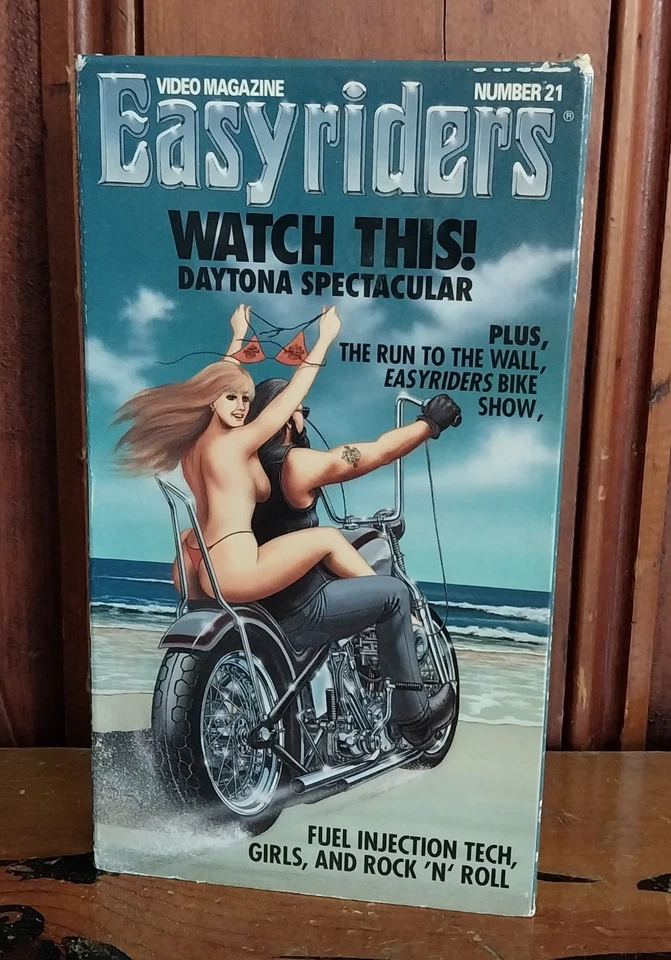 VIDEO MAGAZINE
NUMBER 21
Easyriders®
WATCH THIS!
DAYTONA SPECTACULAR
PLUS,
THE RUN TO THE WALL,
EASYRIDERS BIKE
SHOW,
FUEL INJECTION TECH,
GIRLS, AND ROCK 'N' ROLL